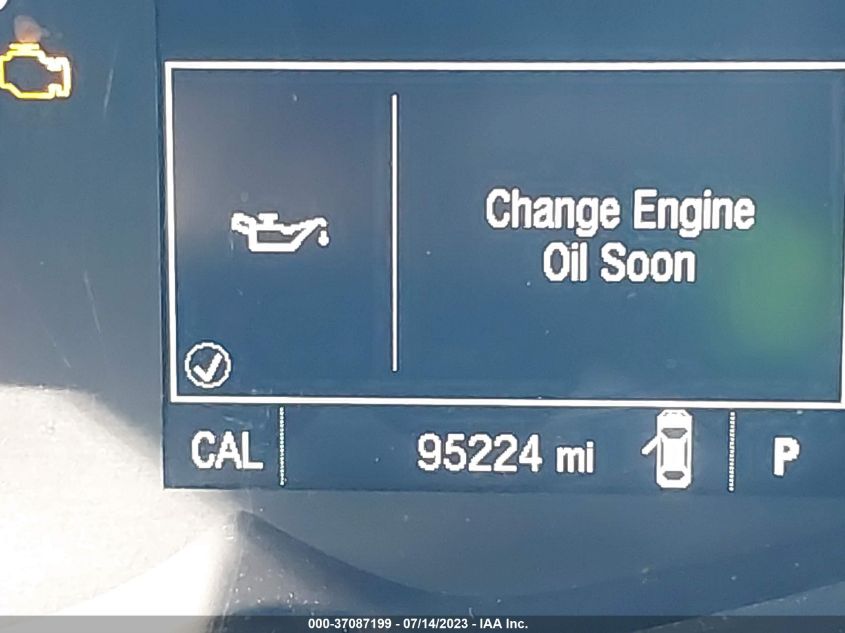 Change Engine
Oil Soon
CAL 95224 mi P
000-37087199 - 07/14/2023 - IAA Inc.